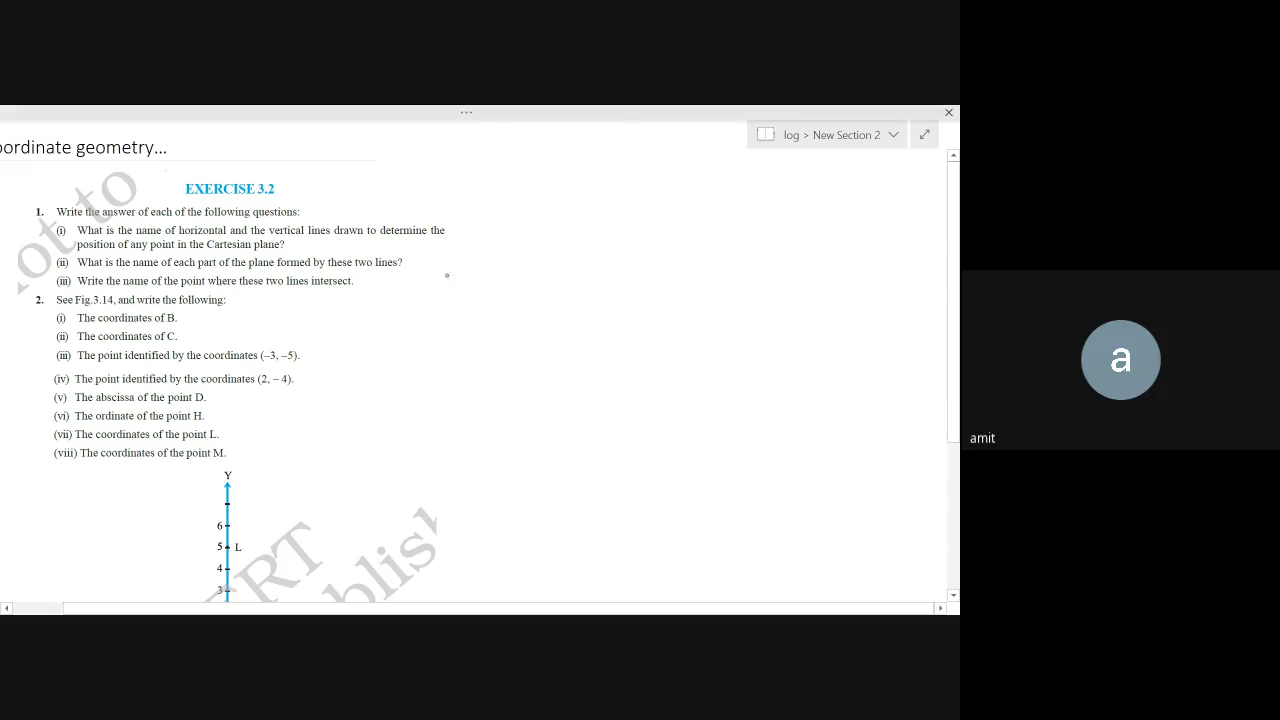 log > New Section 2
ordinate geometry...
EXERCISE 3.2
1. Write the answer of each of the following questions:
(i) What is the name of horizontal and the vertical lines drawn to determine the
position of any point in the Cartesian plane?
(ii) What is the name of each part of the plane formed by these two lines?
(iii) Write the name of the point where these two lines intersect.
2. See Fig.3.14, and write the following:
(i) The coordinates of B.
(ii) The coordinates of C.
(iii) The point identified by the coordinates (–3, –5).
(iv) The point identified by the coordinates (2, – 4).
(v) The abscissa of the point D.
(vi) The ordinate of the point H.
(vii) The coordinates of the point L.
(viii) The coordinates of the point M.
Y
6
5 L
4
3
a
amit